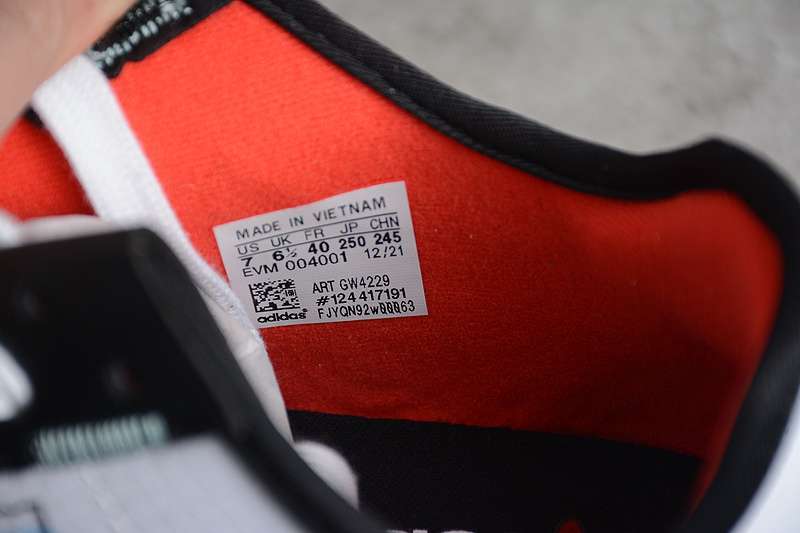 MADE IN VIETNAM
US UK FR JP CHN
7 6½ 40 250 245
EVM 004001 12/21
ART GW4229
#124417191
adidas® FJYQN92W00063